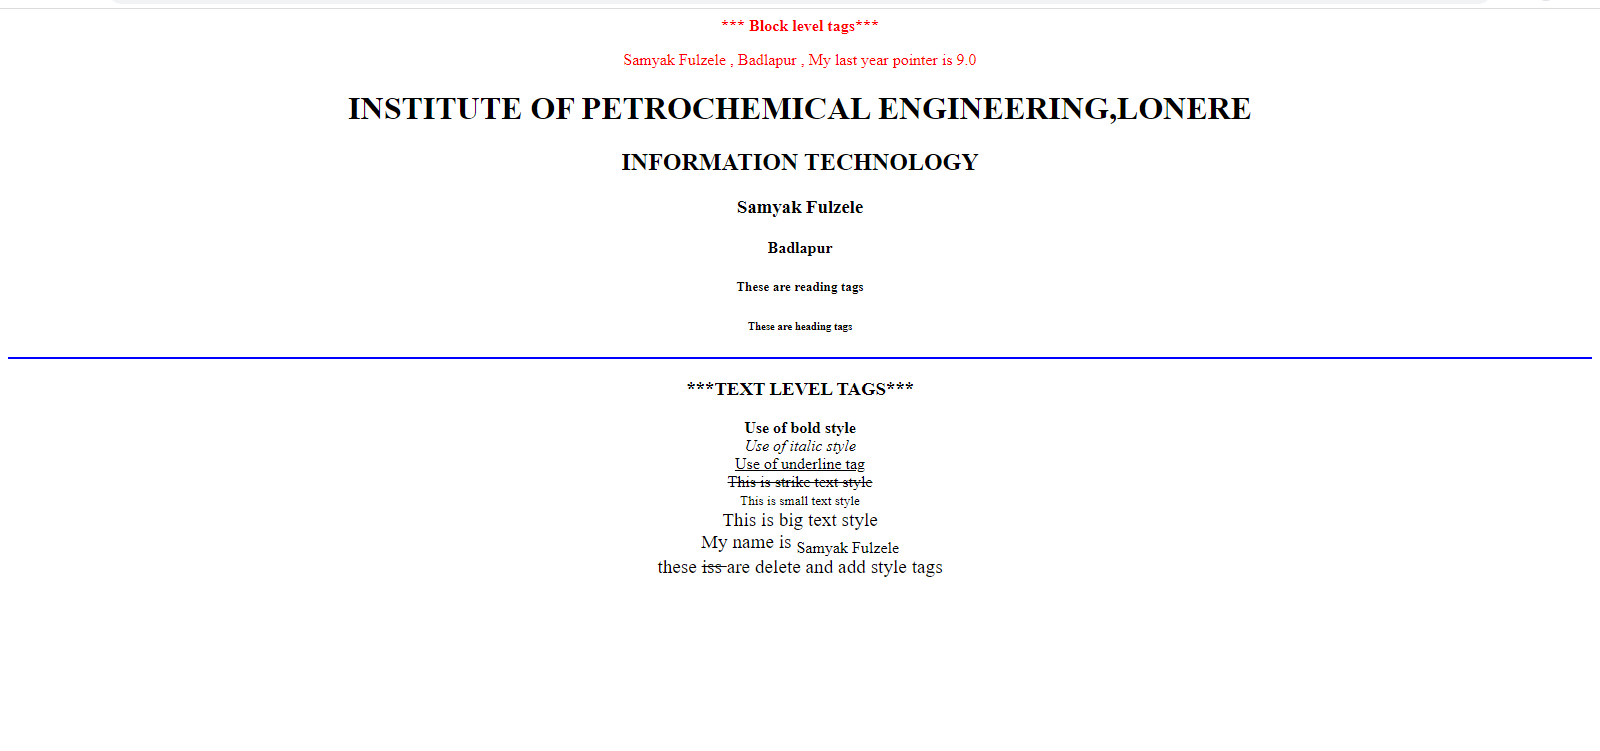 *** Block level tags***
Samyak Fulzele , Badlapur , My last year pointer is 9.0
INSTITUTE OF PETROCHEMICAL ENGINEERING,LONERE
INFORMATION TECHNOLOGY
Samyak Fulzele
Badlapur
These are reading tags
These are heading tags
***TEXT LEVEL TAGS***
Use of bold style
Use of italic style
Use of underline tag
This is strike text style
This is small text style
This is big text style
My name is Samyak Fulzele
these iss are delete and add style tags